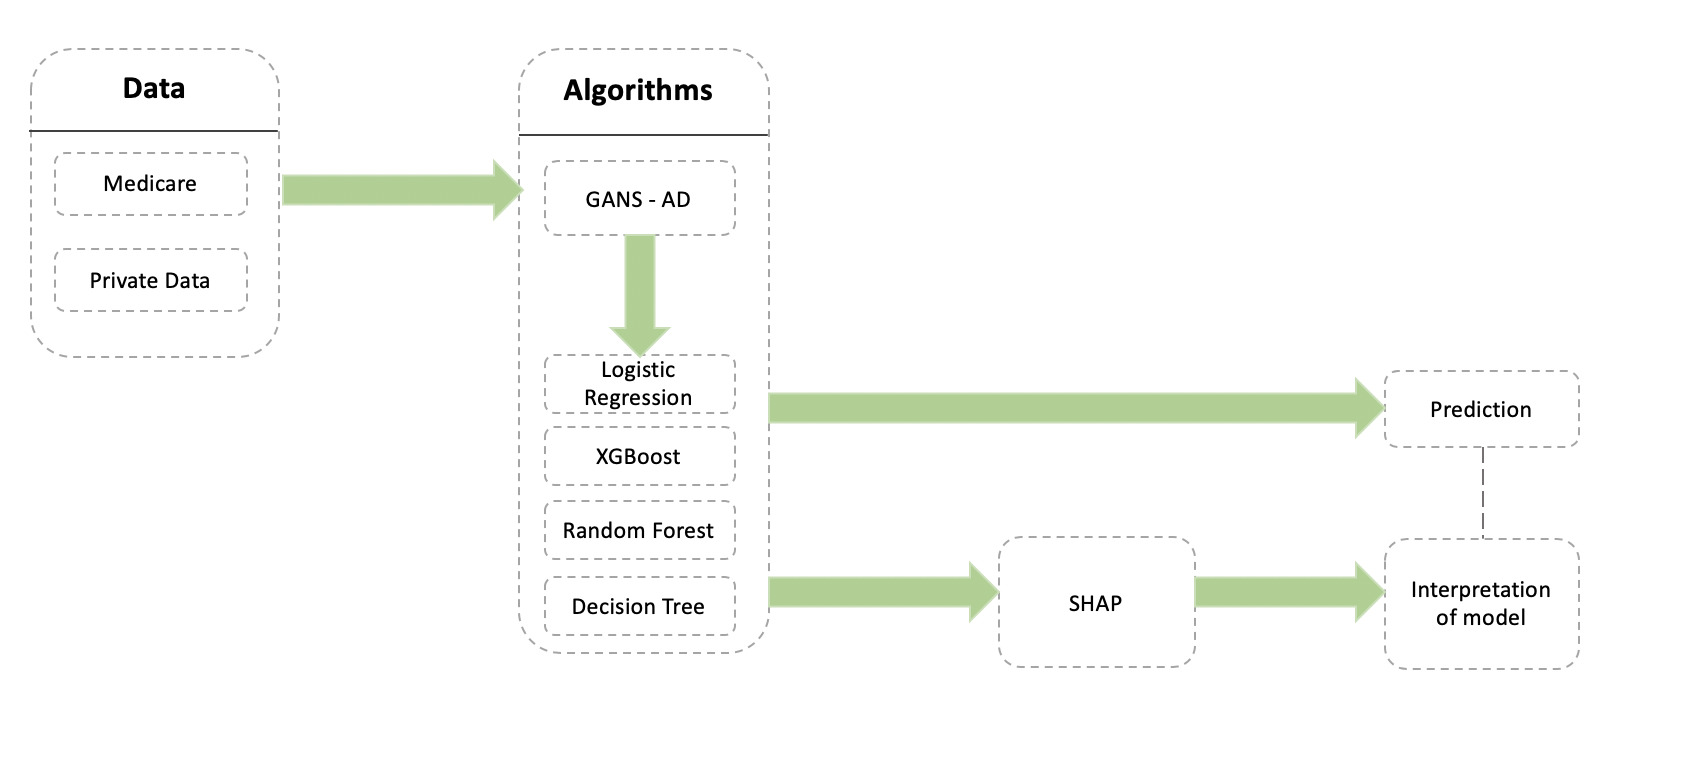 Data
Medicare
Private Data
Algorithms
GANS - AD
Logistic
Regression
XGBoost
Random Forest
Decision Tree
SHAP
Prediction
Interpretation
of model